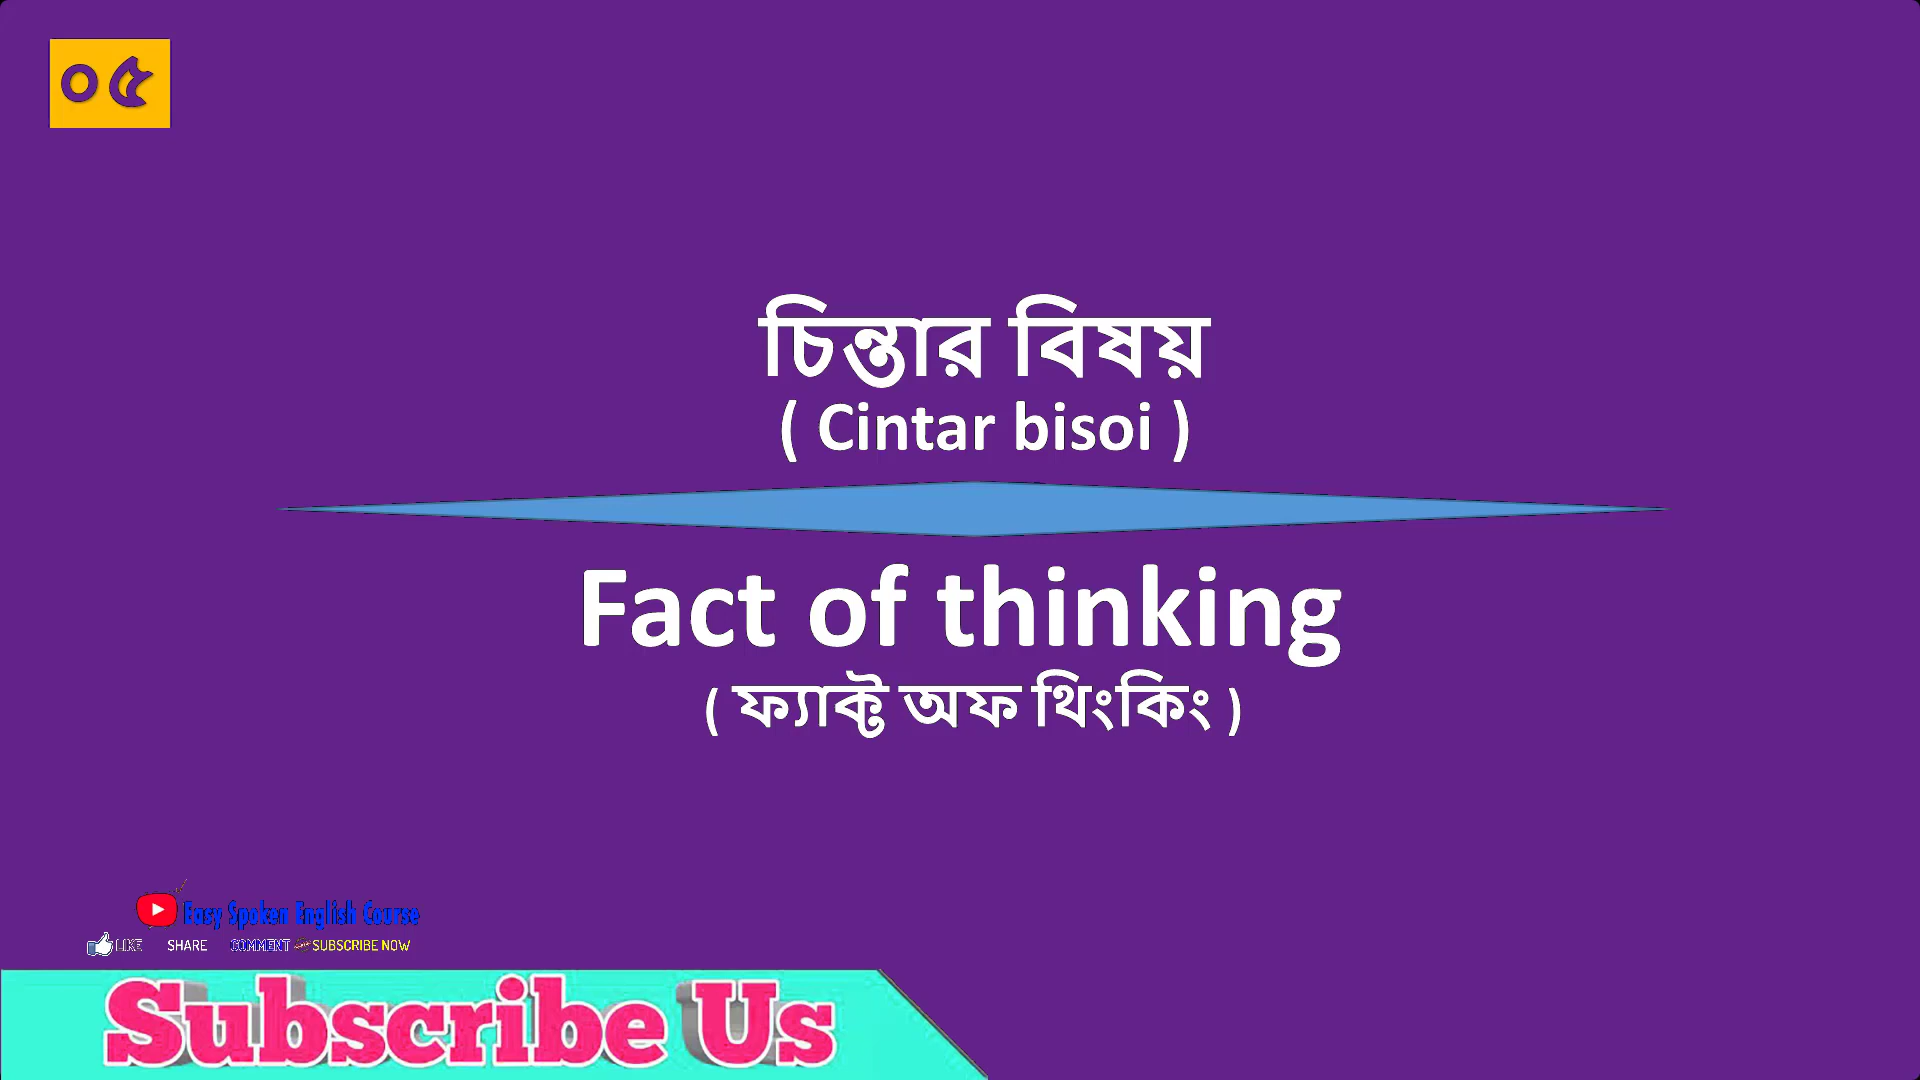 ০৫
চিন্তার বিষয়
( Cintar bisoi )
Fact of thinking
( ফ্যাক্ট অফ থিংকিং )
Easy Spoken English Course
LIKE SHARE COMMENT SUBSCRIBE NOW
Subscribe Us